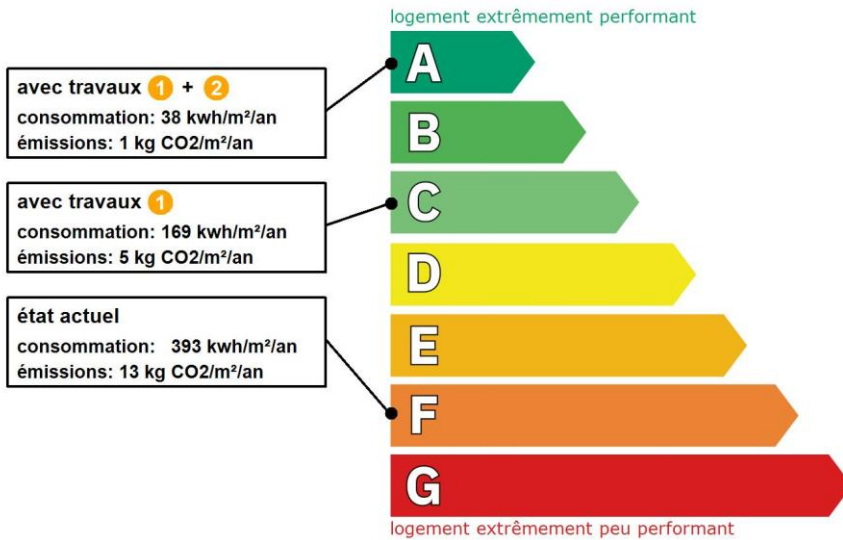 logement extrêmement performant
A
avec travaux 1 + 2
consommation: 38 kwh/m²/an
émissions: 1 kg CO2/m²/an
B
avec travaux 1
consommation: 169 kwh/m²/an
émissions: 5 kg CO2/m²/an
C
D
état actuel
consommation: 393 kwh/m²/an
émissions: 13 kg CO2/m²/an
E
F
G
logement extrêmement peu performant